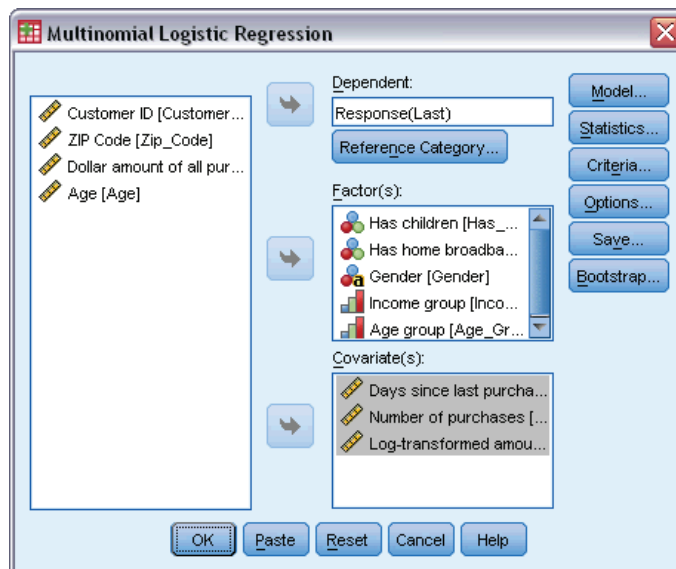 Multinomial Logistic Regression
Customer ID [Customer...
ZIP Code [Zip_Code]
Dollar amount of all pur...
Age [Age]
Dependent:
Response(Last)
Reference Category...
Factor(s):
Has children [Has_...
Has home broadba...
Gender [Gender]
Income group [Inco...
Age group [Age_Gr...
Covariate(s):
Days since last purcha...
Number of purchases [...
Log-transformed amou...
Model...
Statistics...
Criteria...
Options...
Save...
Bootstrap...
OK
Paste
Reset
Cancel
Help